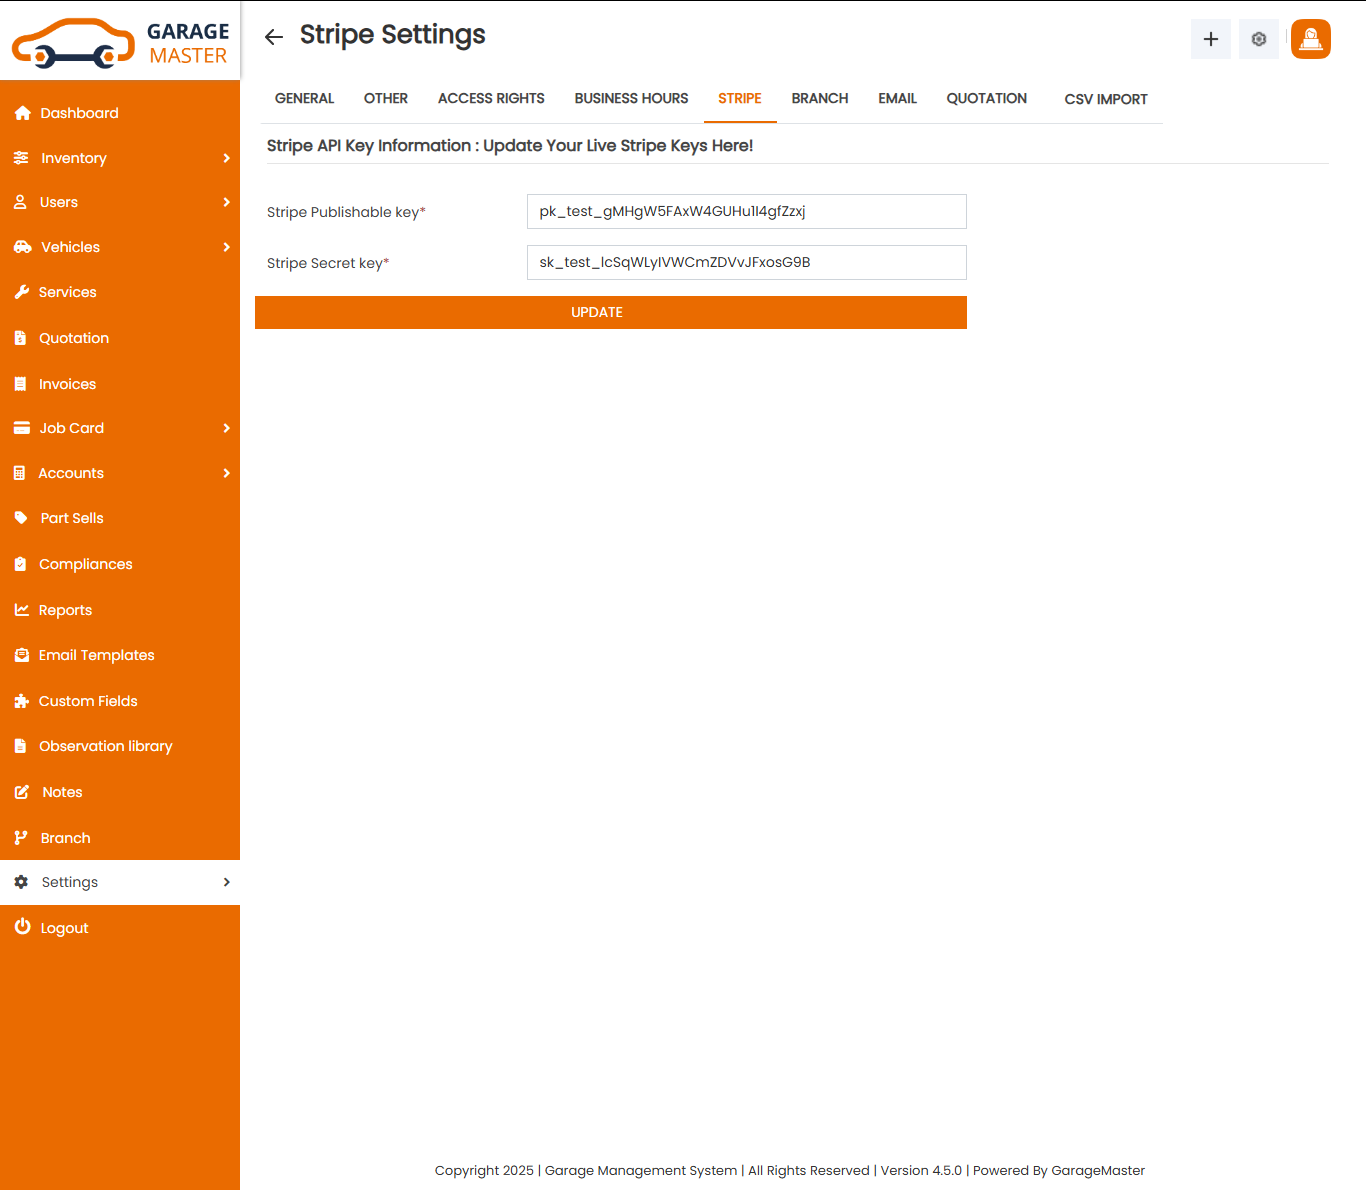 GARAGE
MASTER
Stripe Settings
Dashboard
Inventory
Users
Vehicles
Services
Quotation
Invoices
Job Card
Accounts
Part Sells
Compliances
Reports
Email Templates
Custom Fields
Observation library
Notes
Branch
Settings
Logout
GENERAL OTHER ACCESS RIGHTS BUSINESS HOURS STRIPE BRANCH EMAIL QUOTATION CSV IMPORT
Stripe API Key Information : Update Your Live Stripe Keys Here!
Stripe Publishable key* pk_test_gMHgW5FAxW4GUHu1I4gfZzxj
Stripe Secret key* sk_test_lcSqWLyIVWCmZDVvJFxosG9B
UPDATE
Copyright 2025 | Garage Management System | All Rights Reserved | Version 4.5.0 | Powered By GarageMaster